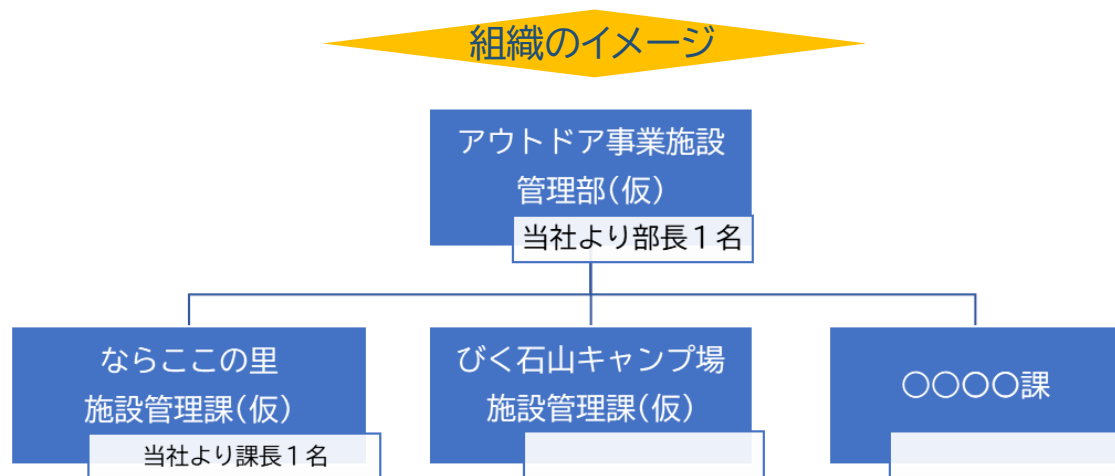 組織のイメージ
アウトドア事業施設
管理部(仮)
当社より部長1名
ならここの里
施設管理課(仮)
当社より課長1名
びく石山キャンプ場
施設管理課(仮)
○○○○課